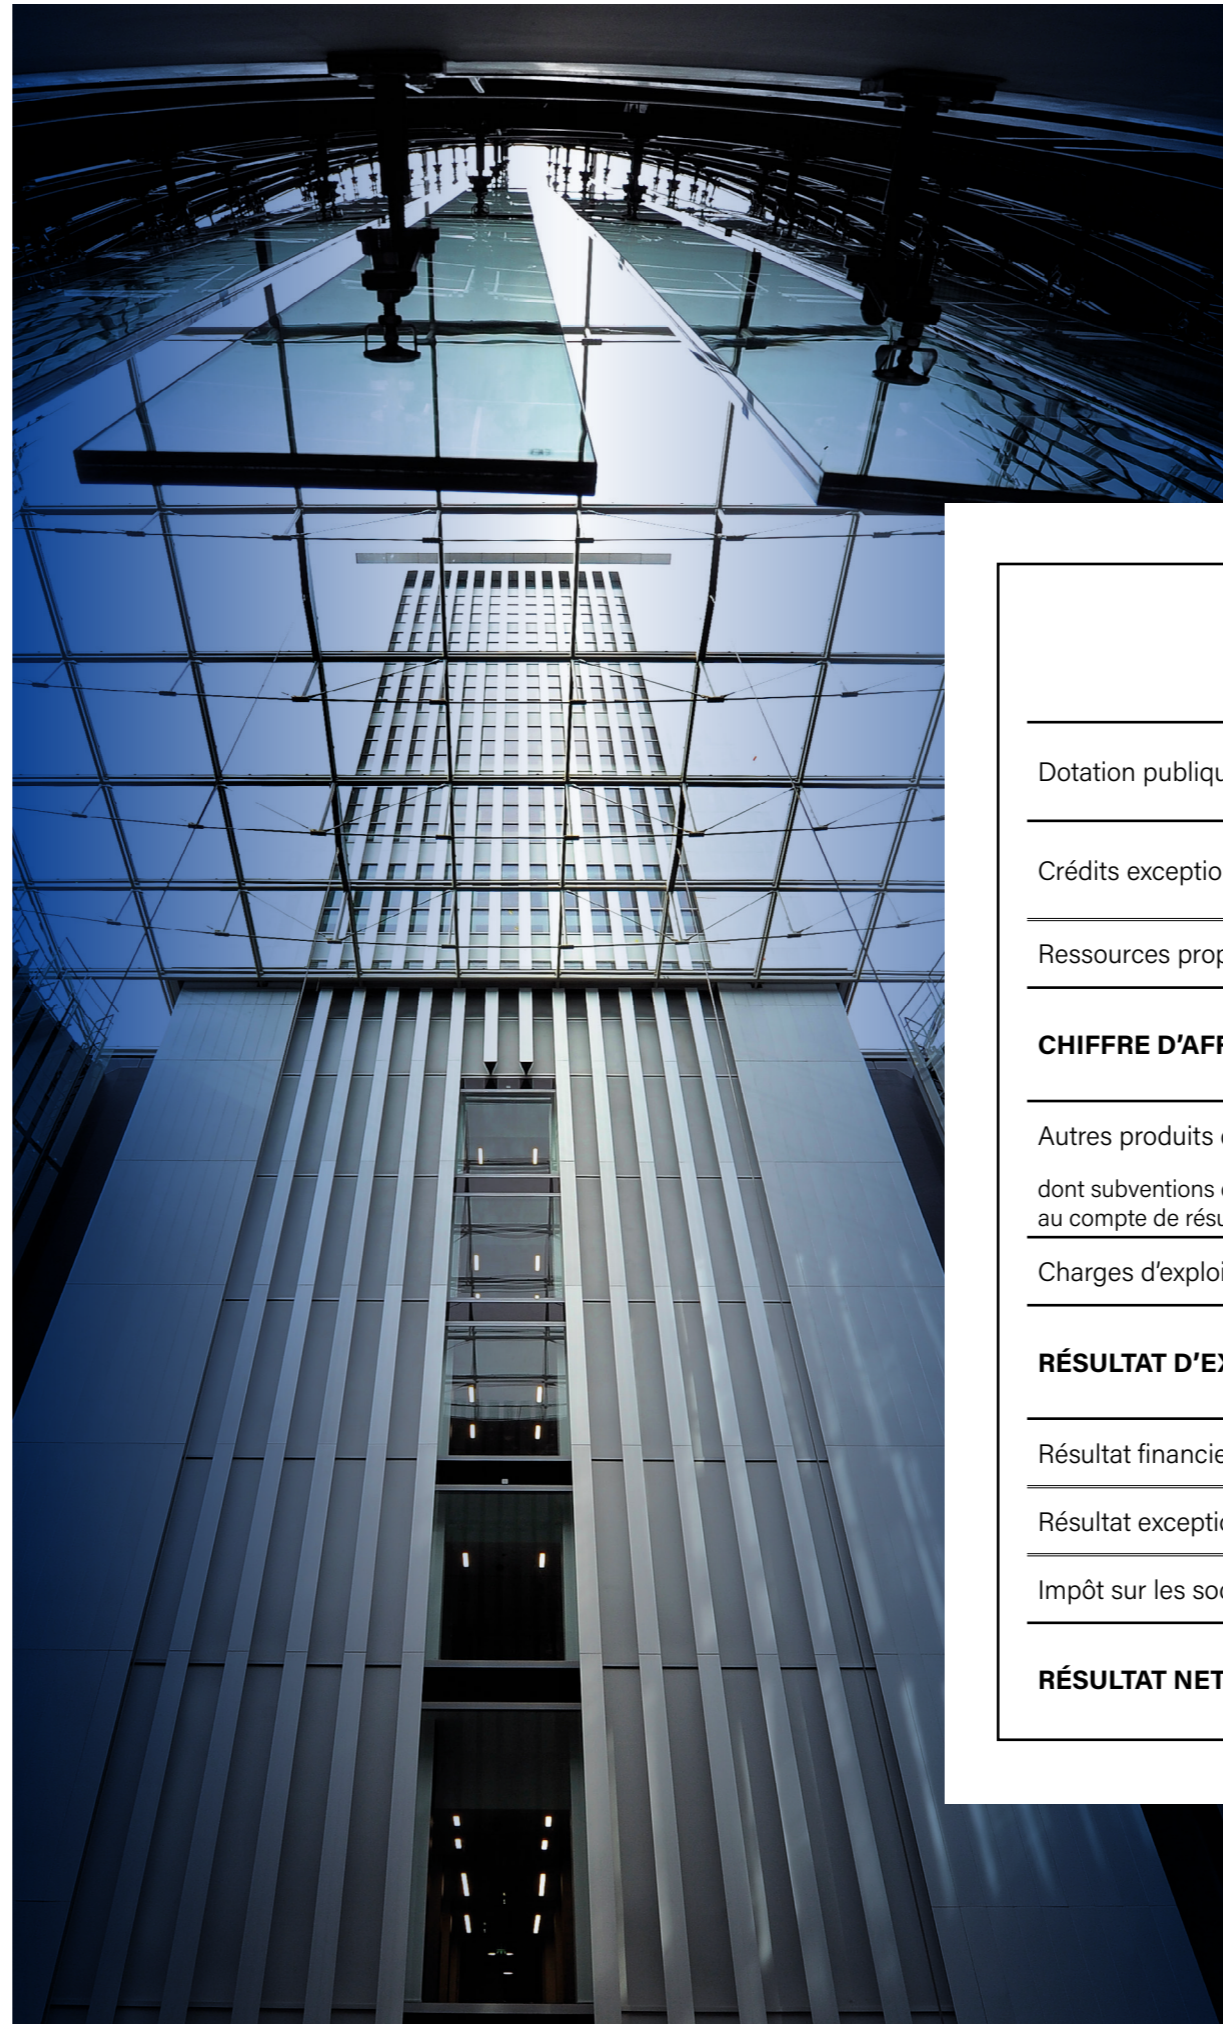 Dotation publiqu
Crédits exceptio
Ressources prop
CHIFFRE D'AFF
Autres produits
dont subventions
au compte de résu
Charges d'exploi
RÉSULTAT D'EX
Résultat financie
Résultat exceptio
Impôt sur les soc
RÉSULTAT NET